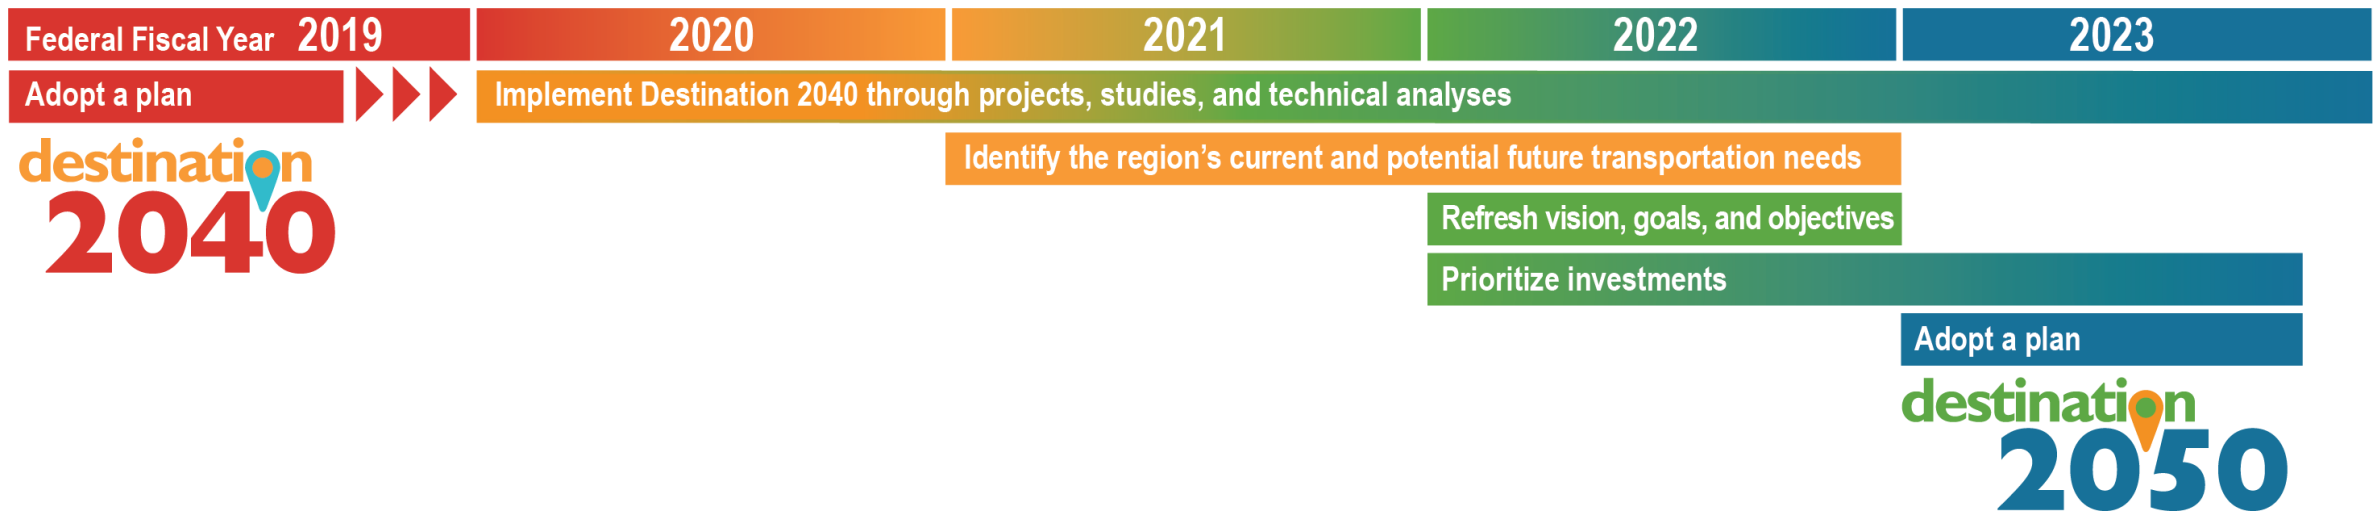 Federal Fiscal Year 2019 2020 2021 2022 2023
Adopt a plan
Implement Destination 2040 through projects, studies, and technical analyses
destination
2040
Identify the region’s current and potential future transportation needs
Refresh vision, goals, and objectives
Prioritize investments
Adopt a plan
destination
2050